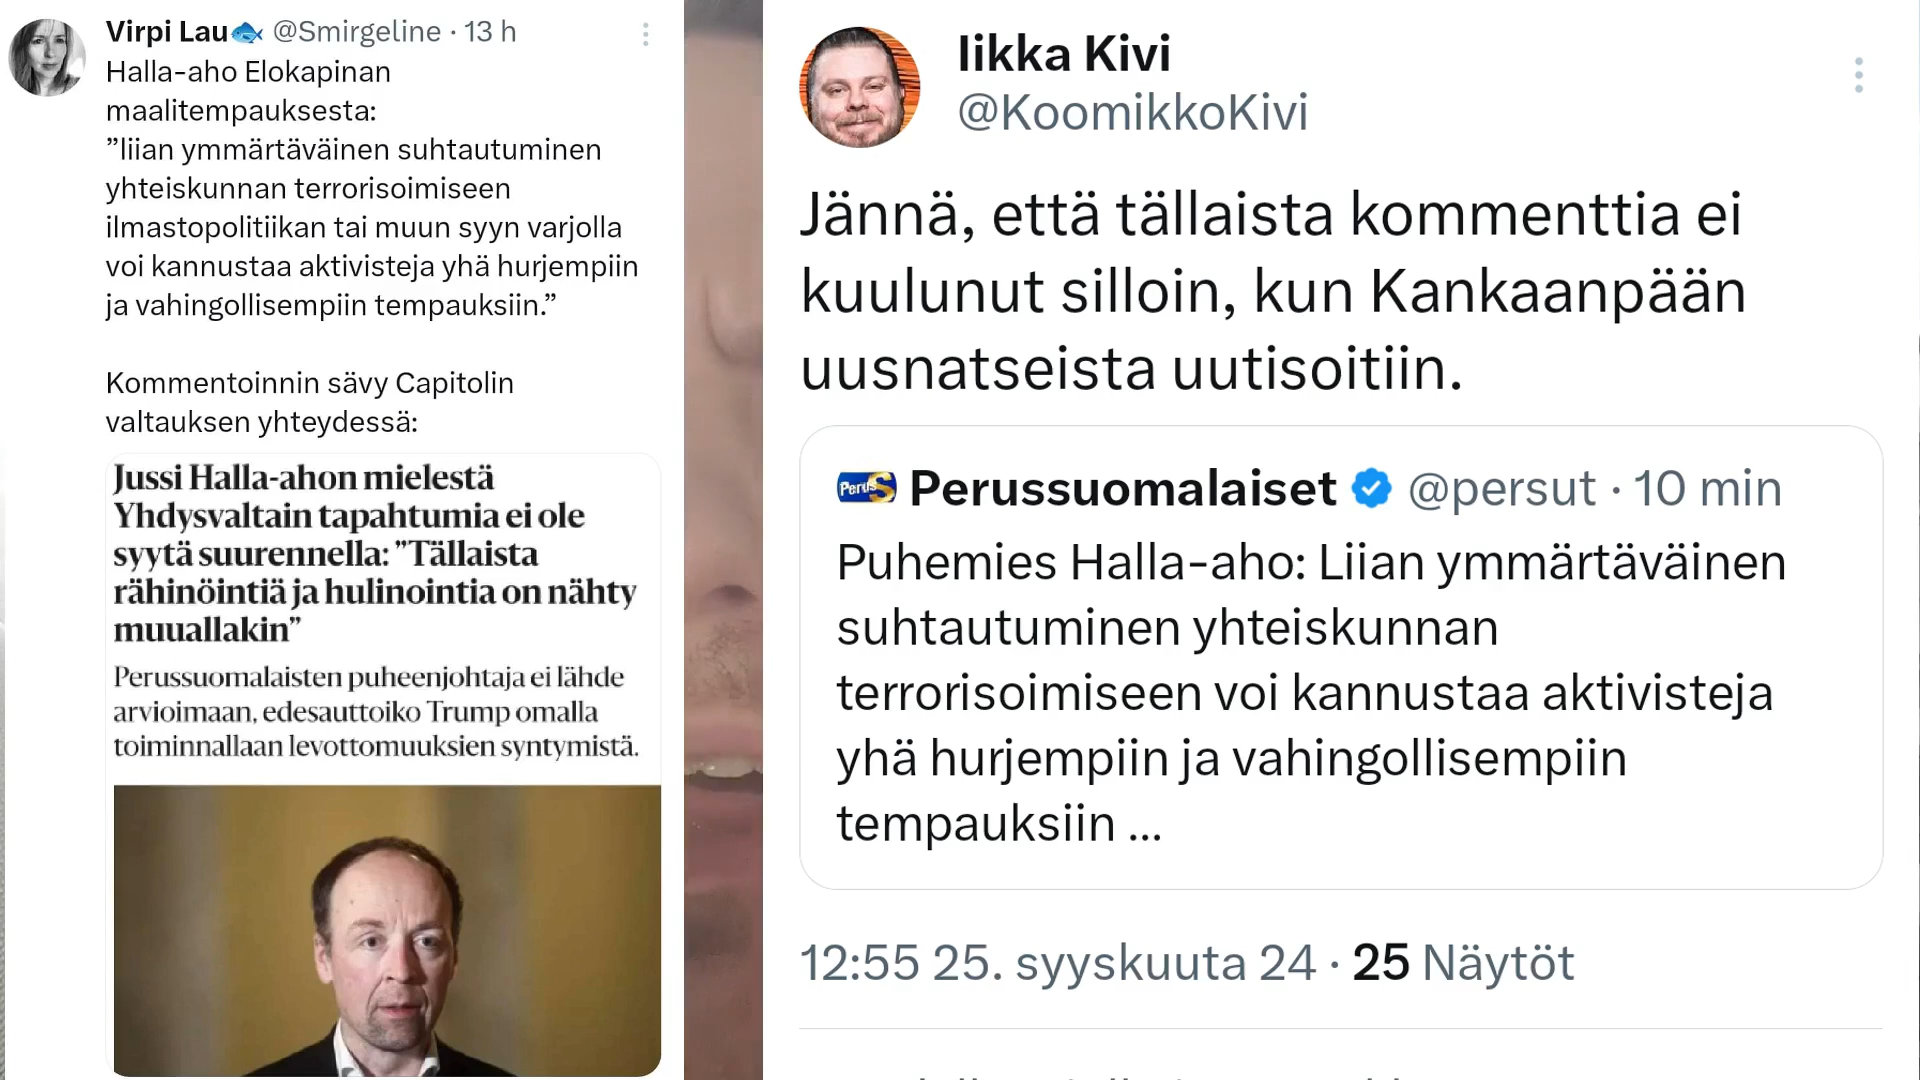 Virpi Lau @Smirgeline · 13 h
Halla-aho Elokapinan
maalitempauksesta:
”liian ymmärtäväinen suhtautuminen
yhteiskunnan terrorisoimiseen
ilmastopolitiikan tai muun syyn varjolla
voi kannustaa aktivisteja yhä hurjempiin
ja vahingollisempiin tempauksiin.”
Kommentoinnin sävy Capitolin
valtauksen yhteydessä:
Jussi Halla-ahon mielestä
Yhdysvaltain tapahtumia ei ole
syytä suurennella: ”Tällaista
rähinöintiä ja hulinointia on nähty
muuallakin”
Perussuomalaisten puheenjohtaja ei lähde
arvioimaan, edesauttoiko Trump omalla
toiminnallaan levottomuuksien syntymistä.
Iikka Kivi
@KoomikkoKivi
Jännä, että tällaista kommenttia ei
kuulunut silloin, kun Kankaanpään
uusnatseista uutisoitiin.
PeruS Perussuomalaiset @persut · 10 min
Puhemies Halla-aho: Liian ymmärtäväinen
suhtautuminen yhteiskunnan
terrorisoimiseen voi kannustaa aktivisteja
yhä hurjempiin ja vahingollisempiin
tempauksiin ...
12:55 25. syyskuuta 24 · 25 Näytöt